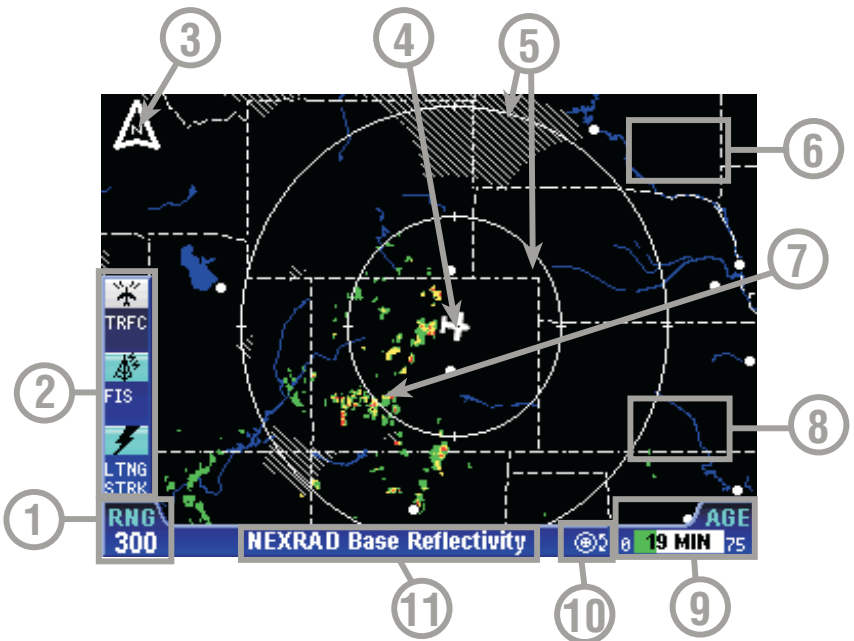 3
4
5
6
N
7
TRFC
2
FIS
8
LTNG
STRK
1
RNG
300
NEXRAD Base Reflectivity
AGE
0 19 MIN 75
11
10
9